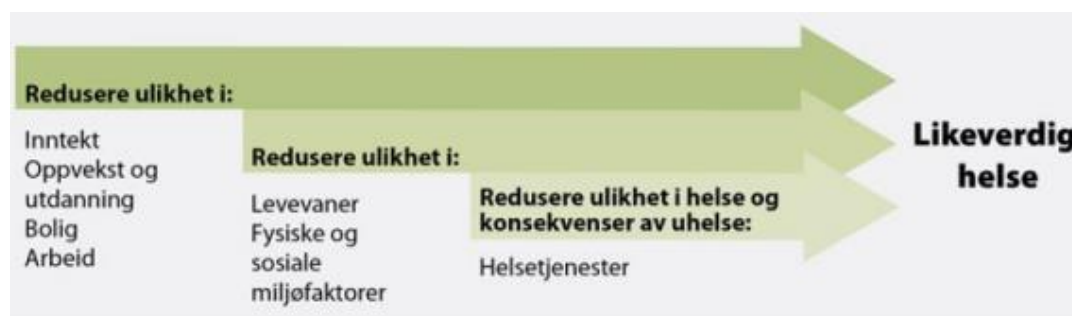 Redusere ulikhet i:
Inntekt
Oppvekst og
utdanning
Bolig
Arbeid
Redusere ulikhet i:
Levevaner
Fysiske og
sosiale
miljøfaktorer
Redusere ulikhet i helse og
konsekvenser av uhelse:
Helsetjenester
Likeverdig
helse